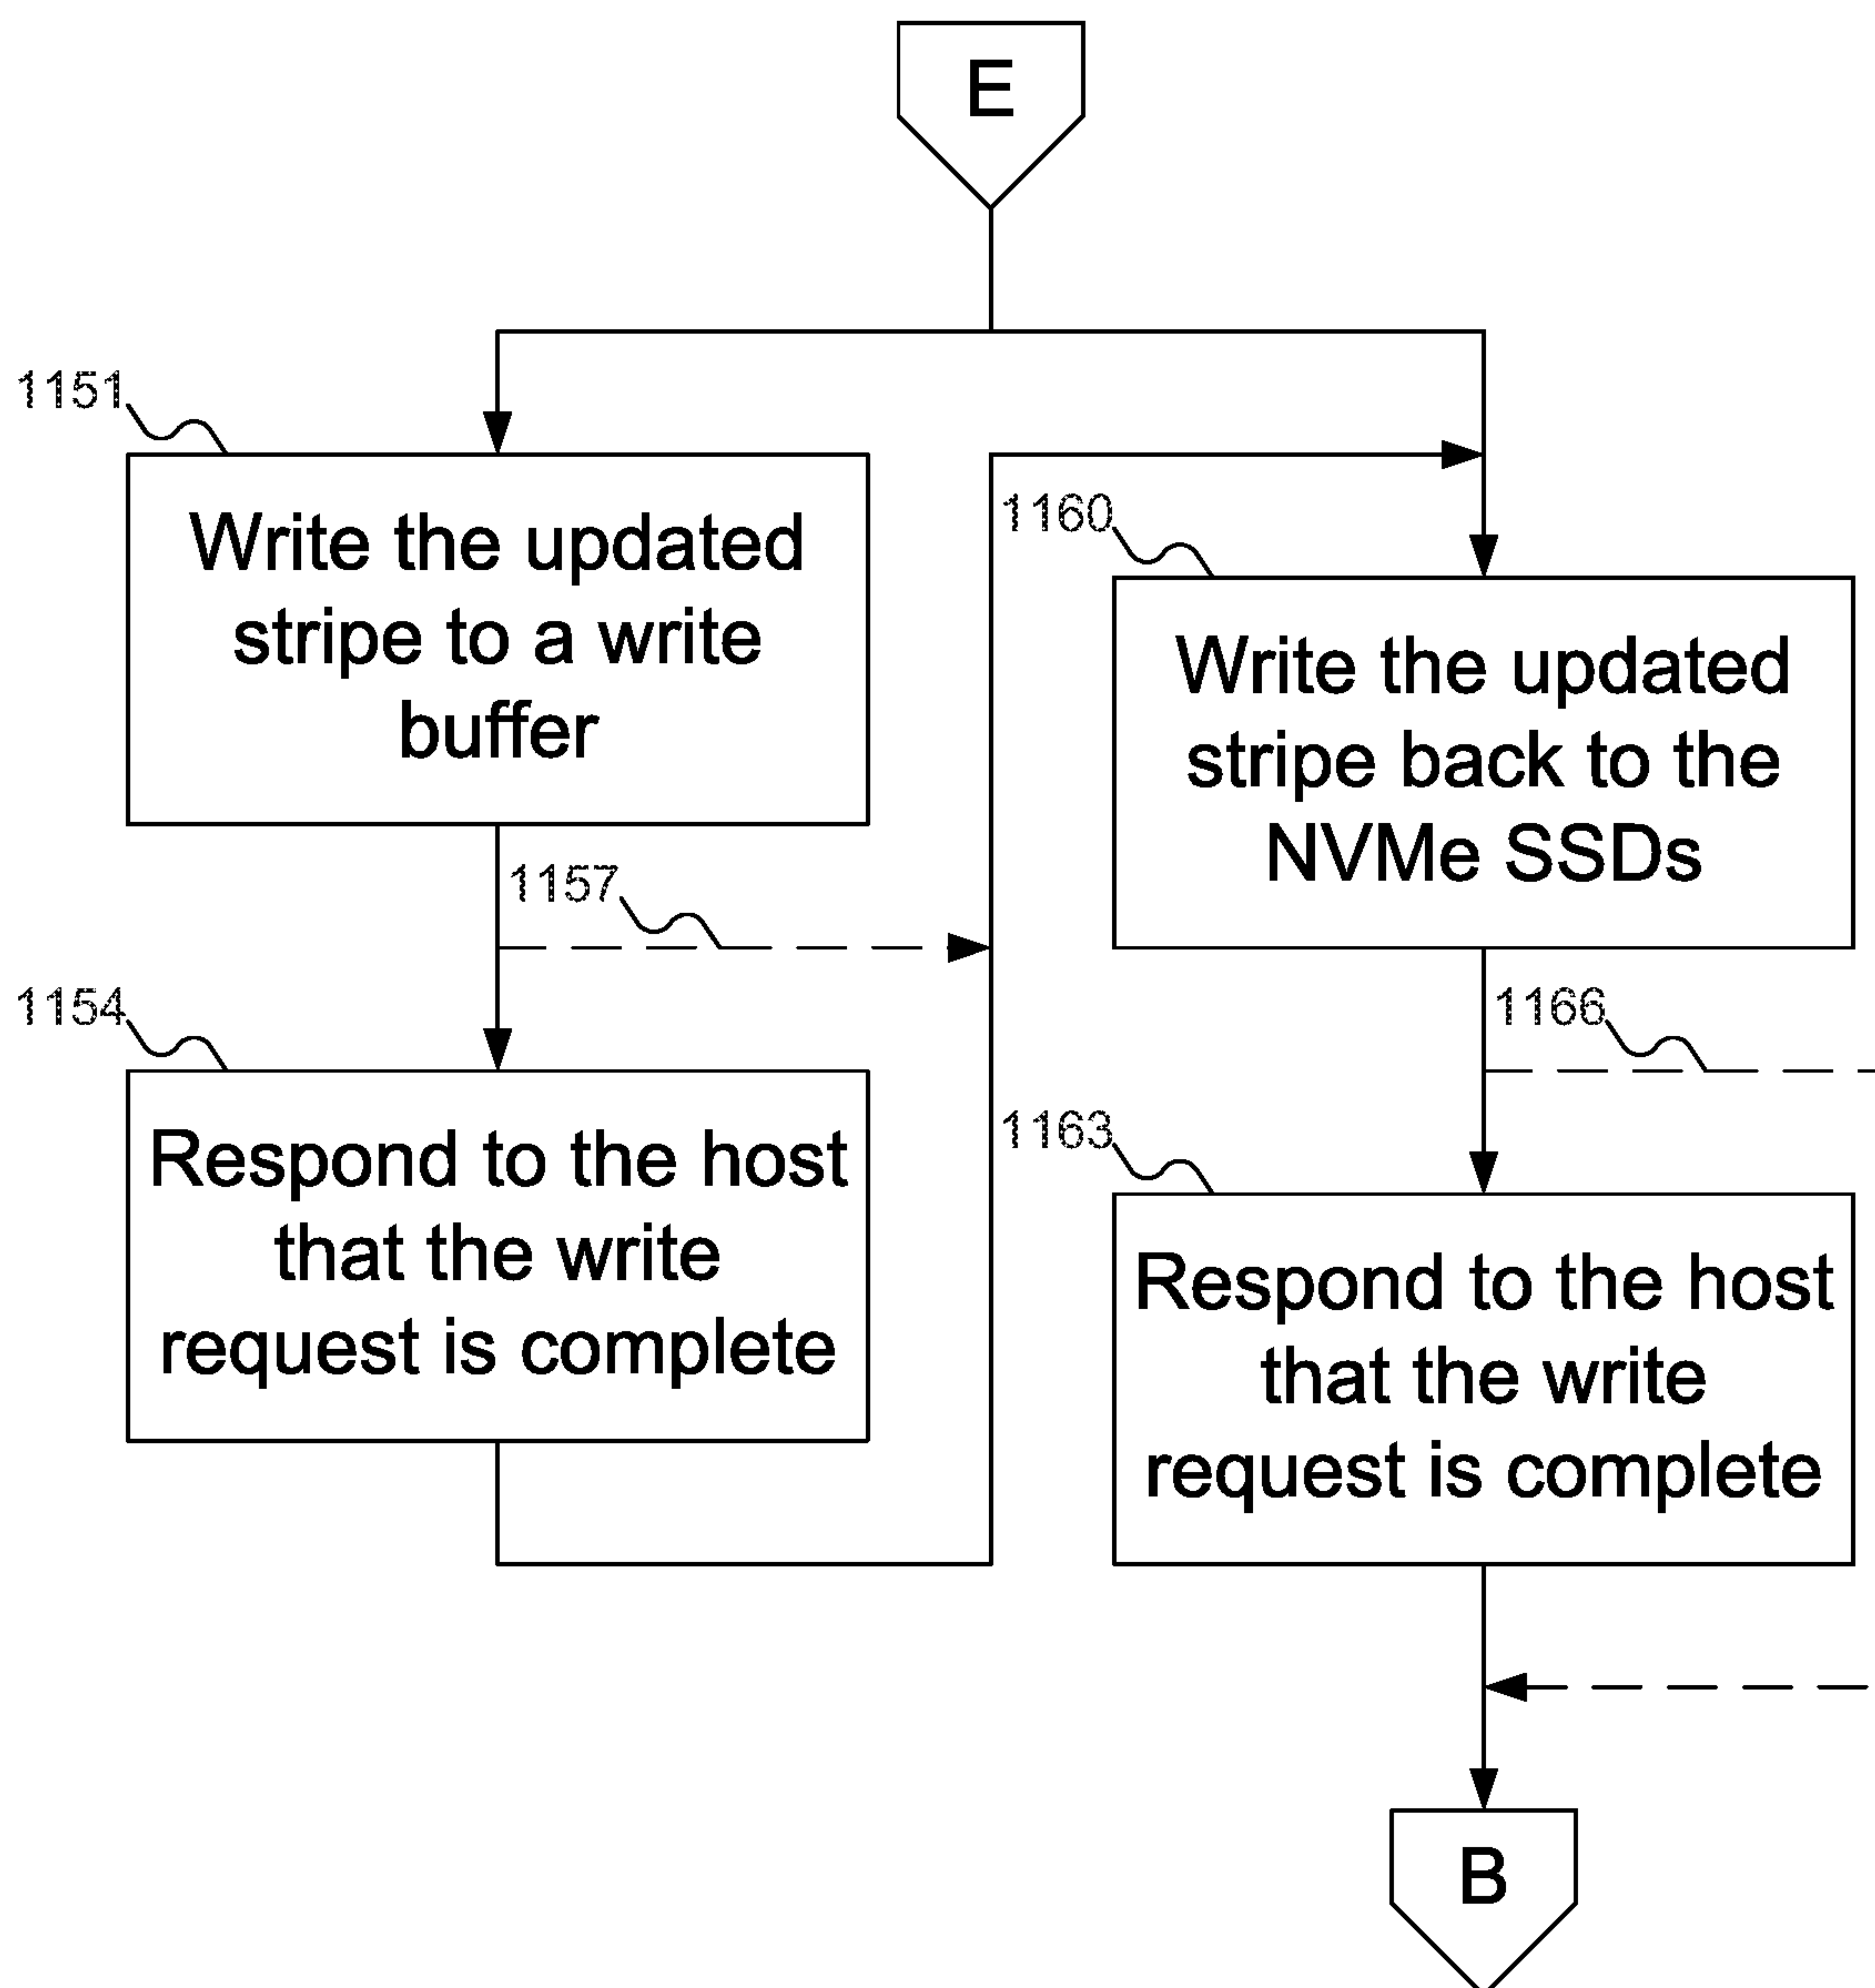 E
1151
Write the updated
stripe to a write
buffer
1157
1154
Respond to the host
that the write
request is complete
1160
Write the updated
stripe back to the
NVMe SSDs
1166
1163
Respond to the host
that the write
request is complete
B